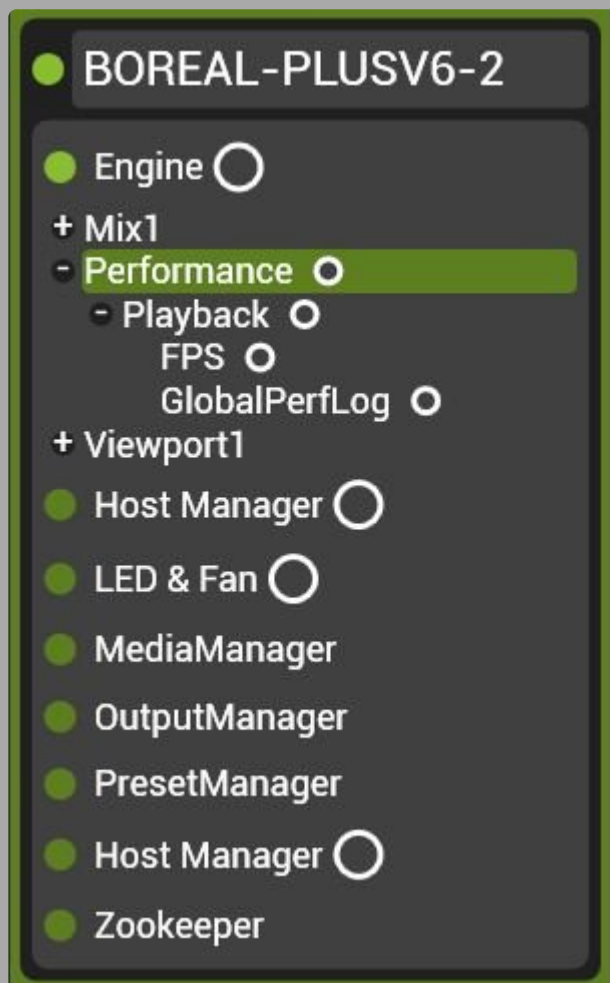 BOREAL-PLUSV6-2
Engine
+ Mix1
- Performance
- Playback
FPS
GlobalPerfLog
+ Viewport1
Host Manager
LED & Fan
MediaManager
OutputManager
PresetManager
Host Manager
Zookeeper